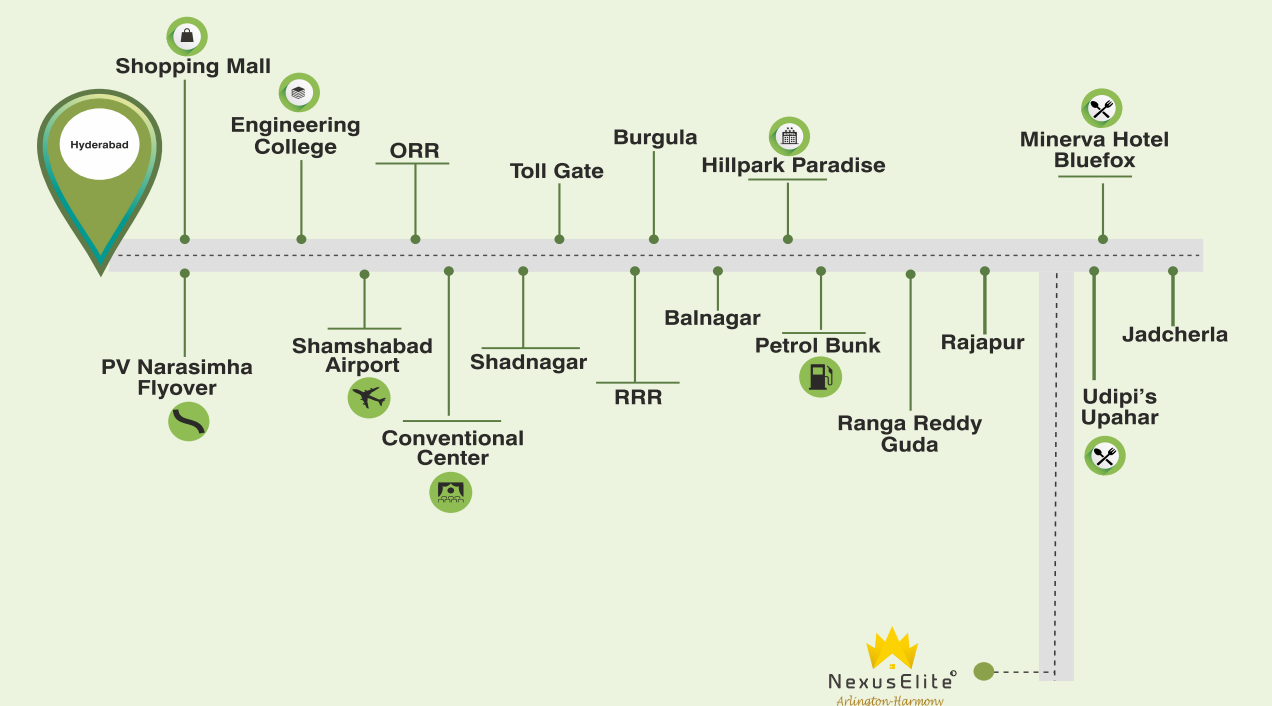 Shopping Mall
Hyderabad
Engineering
College
ORR
Toll Gate
Burgula
Hillpark Paradise
Minerva Hotel
Bluefox
PV Narasimha
Flyover
Shamshabad
Airport
Conventional
Center
Shadnagar
RRR
Balnagar
Petrol Bunk
Ranga Reddy
Guda
Rajapur
Udipi’s
Upahar
Jadcherla
NexusElite
Arlington-Harmony